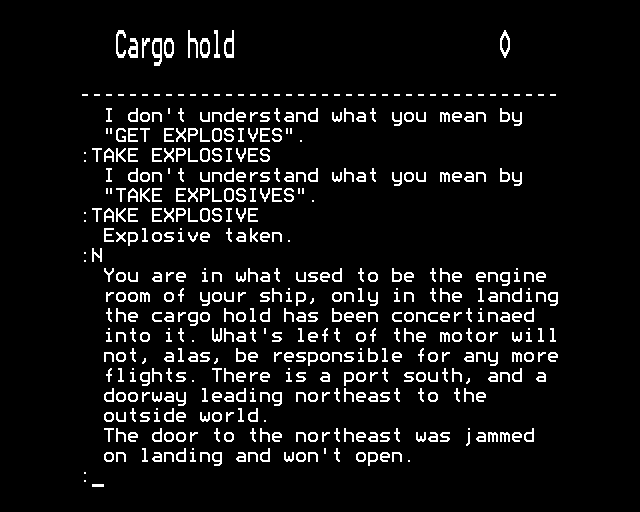 Cargo hold 0
----------------------------------------
I don't understand what you mean by
"GET EXPLOSIVES".
:TAKE EXPLOSIVES
I don't understand what you mean by
"TAKE EXPLOSIVES".
:TAKE EXPLOSIVE
Explosive taken.
:N
You are in what used to be the engine
room of your ship, only in the landing
the cargo hold has been concertinaed
into it. What's left of the motor will
not, alas, be responsible for any more
flights. There is a port south, and a
doorway leading northeast to the
outside world.
The door to the northeast was jammed
on landing and won't open.
:_